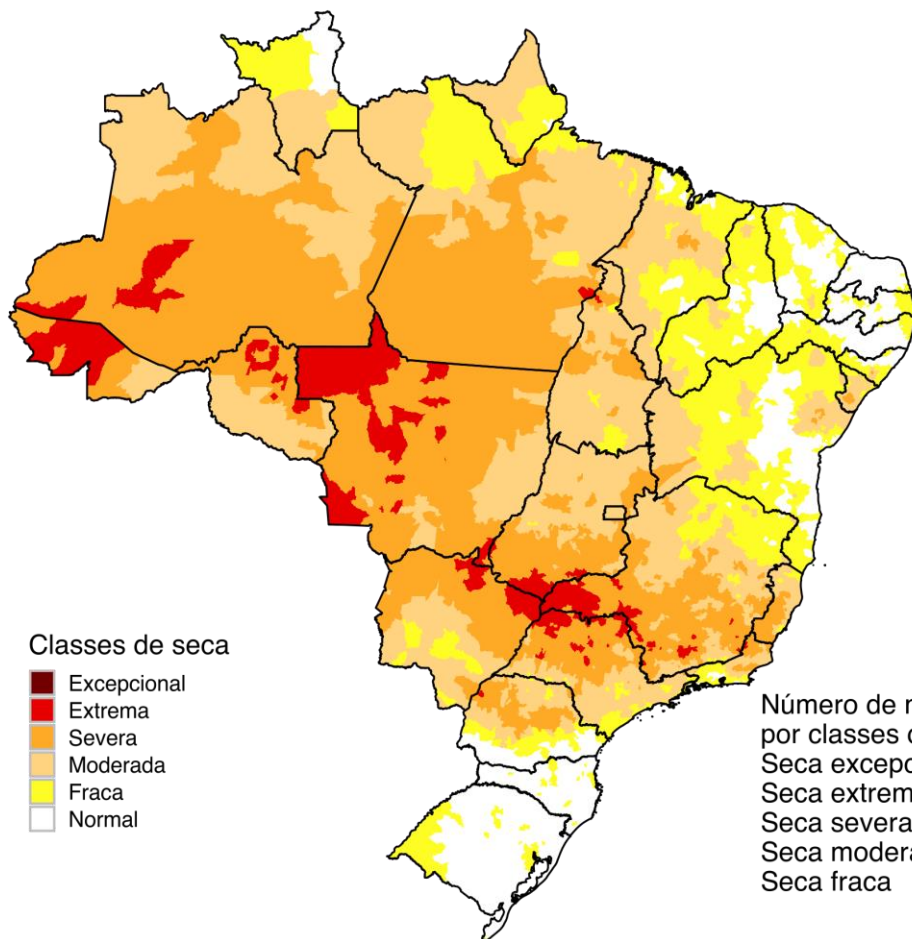 Classes de seca
Excepcional
Extrema
Severa
Moderada
Fraca
Normal
Número de
por classes
Seca
Seca
Seca severa
Seca
Seca fraca